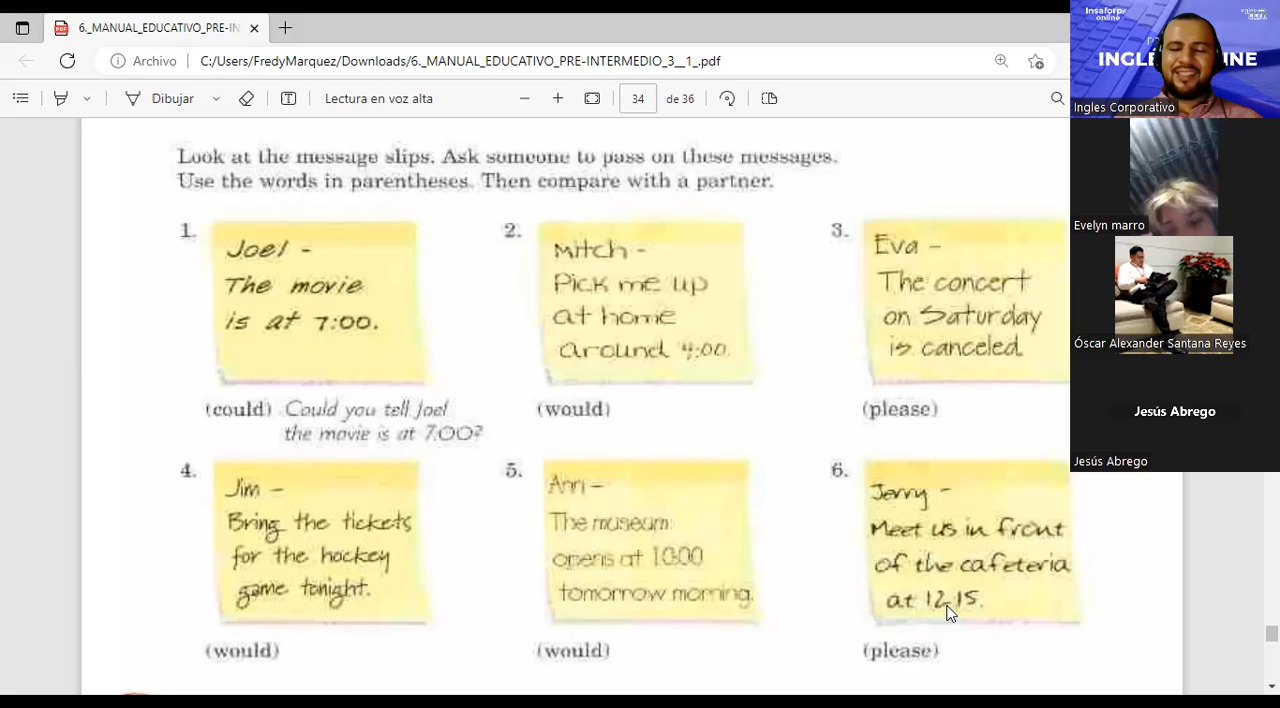 6._MANUAL_EDUCATIVO_PRE-IN
Archivo
C:/Users/FredyMarquez/Downloads/6._MANUAL_EDUCATIVO_PRE-INTERMEDIO_3__1_.pdf
Dibujar
Lectura en voz alta
34
de 36
Look at the message slips. Ask someone to pass on these messages.
Use the words in parentheses. Then compare with a partner.
1.
Joel -
The movie
is at 7:00.
(could) Could you tell Joel
the movie is at 7:00?
2.
Mitch -
Pick me up
at home
around 4:00.
(would)
3.
Eva -
The concert
on Saturday
is canceled.
(please)
4.
Jim -
Bring the tickets
for the hockey
game tonight.
(would)
5.
Ann -
The museum
opens at 10:00
tomorrow morning.
(would)
6.
Jerry -
Meet us in front
of the cafeteria
at 12:15.
(please)
Insaforp
online
INGL
NE
Ingles Corporativo
Evelyn marro
Óscar Alexander Santana Reyes
Jesús Abrego
Jesús Abrego